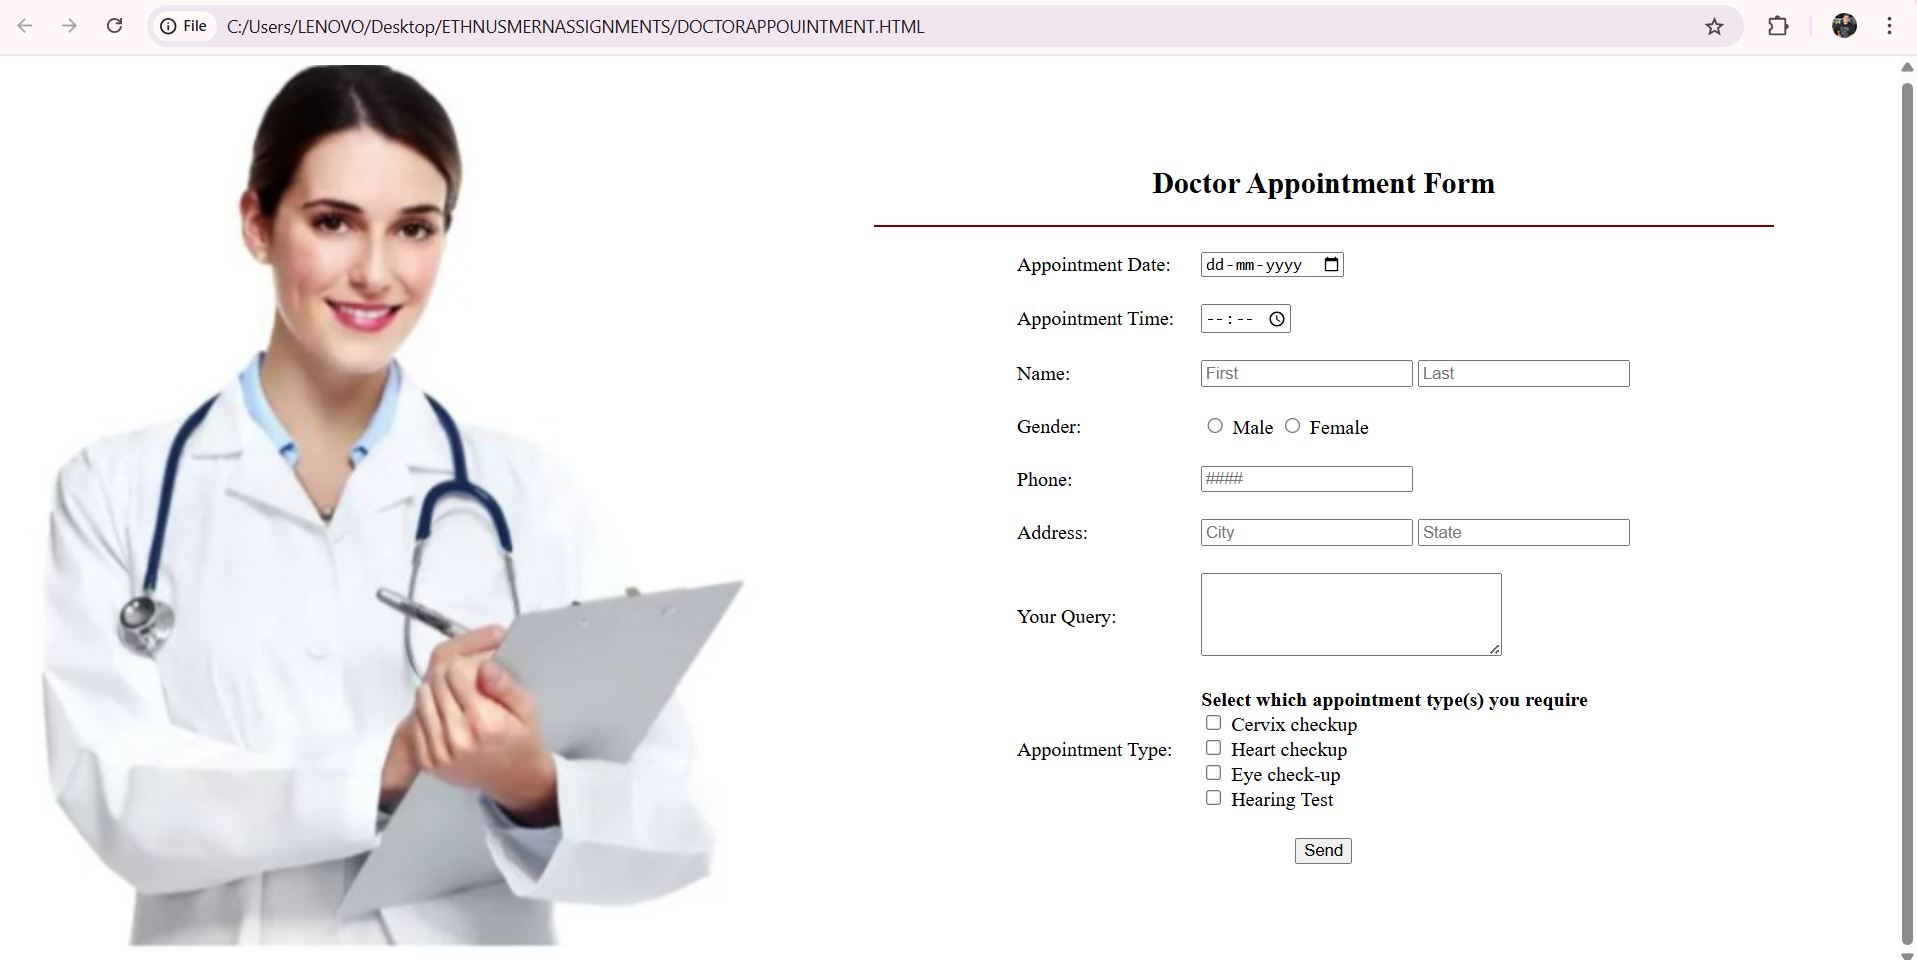 File C:/Users/LENOVO/Desktop/ETHNUSMERNASSIGNMENTS/DOCTORAPPOUINTMENT.HTML
Doctor Appointment Form
Appointment Date: dd-mm-yyyy
Appointment Time: --:--
Name: First Last
Gender: Male Female
Phone: ####
Address: City State
Your Query:
Select which appointment type(s) you require
Cervix checkup
Heart checkup
Appointment Type:
Eye check-up
Hearing Test
Send